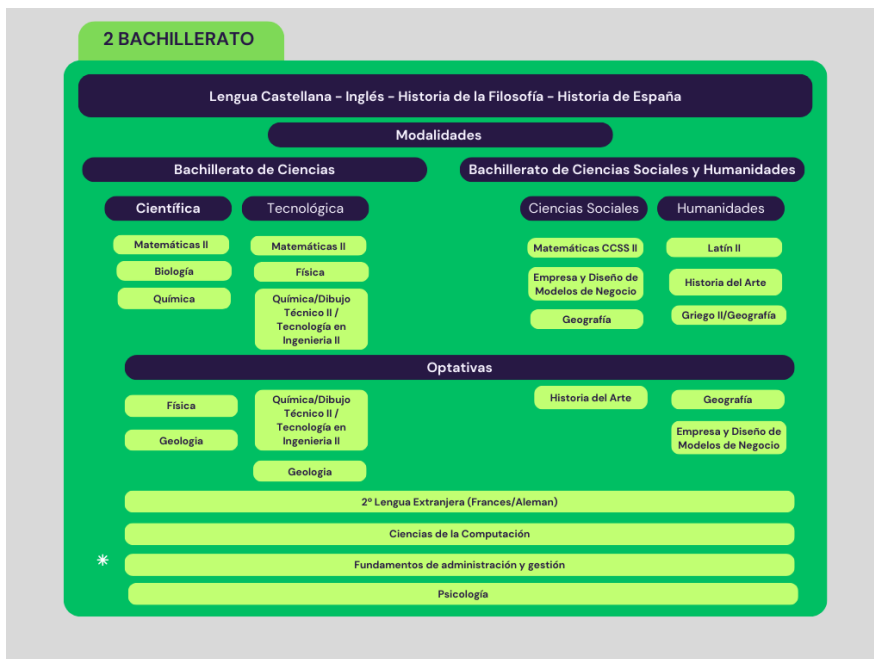 2 BACHILLERATO
Lengua Castellana - Inglés - Historia de la Filosofía - Historia de España
Modalidades
Bachillerato de Ciencias
Bachillerato de Ciencias Sociales y Humanidades
Científica
Tecnológica
Ciencias Sociales
Humanidades
Matemáticas II
Biología
Química
Matemáticas II
Física
Química/Dibujo
Técnico II /
Tecnología en
Ingenieria II
Matemáticas CCSS II
Empresa y Diseño de
Modelos de Negocio
Geografía
Latín II
Historia del Arte
Griego II/Geografía
Optativas
Física
Geologia
Química/Dibujo
Técnico II /
Tecnología en
Ingenieria II
Geologia
Historia del Arte
Geografía
Empresa y Diseño de
Modelos de Negocio
2º Lengua Extranjera (Frances/Aleman)
Ciencias de la Computación
Fundamentos de administración y gestión
Psicología